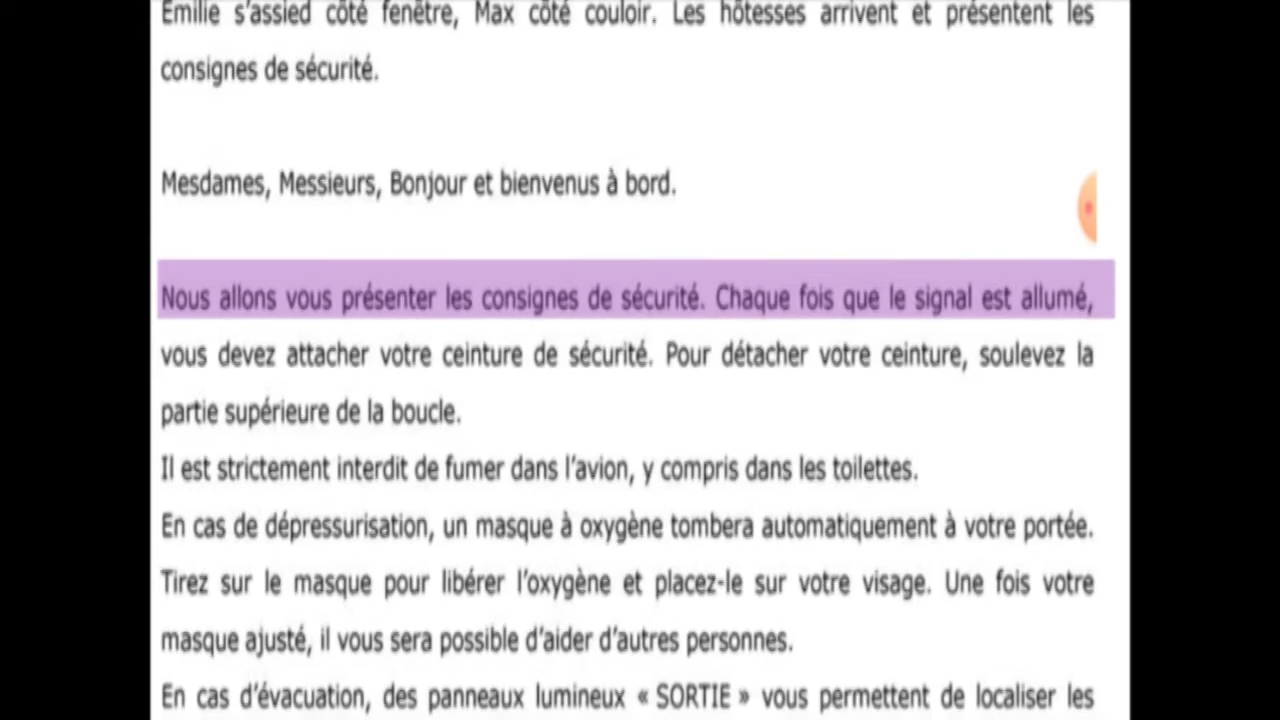 Emilie s'assied côté fenêtre, Max côté couloir. Les hôtesses arrivent et présentent les
consignes de sécurité.
Mesdames, Messieurs, Bonjour et bienvenus à bord.
Nous allons vous présenter les consignes de sécurité. Chaque fois que le signal est allumé,
vous devez attacher votre ceinture de sécurité. Pour détacher votre ceinture, soulevez la
partie supérieure de la boucle.
Il est strictement interdit de fumer dans l'avion, y compris dans les toilettes.
En cas de dépressurisation, un masque à oxygène tombera automatiquement à votre portée.
Tirez sur le masque pour libérer l'oxygène et placez-le sur votre visage. Une fois votre
masque ajusté, il vous sera possible d'aider d'autres personnes.
En cas d'évacuation, des panneaux lumineux « SORTIE » vous permettent de localiser les